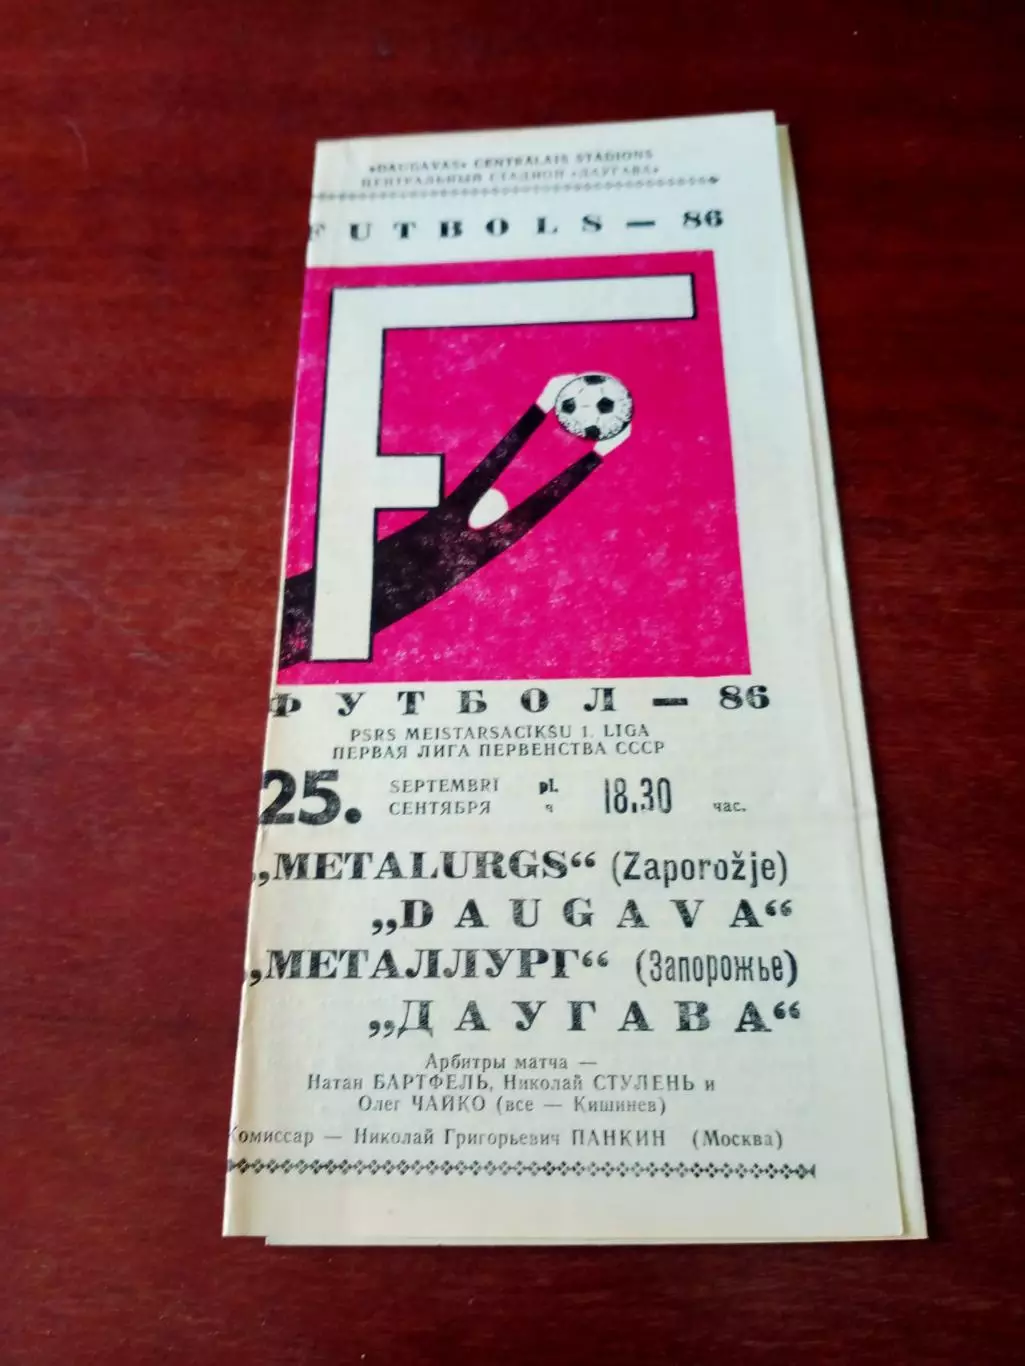 «DAUGAVAS» CENTRĀLAIS STADIONS
ЦЕНТРАЛЬНЫЙ СТАДИОН «ДАУГАВА»
FUTBOLS — 86
F
ФУТБОЛ — 86
PSRS MEISTARSACĪKŠU 1. LĪGA
ПЕРВАЯ ЛИГА ПЕРВЕНСТВА СССР
25. SEPTEMBRĪ pl. 18.30
СЕНТЯБРЯ в час.
„METALURGS“ (Zaporožje)
„DAUGAVA“
„МЕТАЛЛУРГ“ (Запорожье)
„ДАУГАВА“
Арбитры матча —
Натан БАРТФЕЛЬ, Николай СТУЛЕНЬ и
Олег ЧАЙКО (все — Кишинев)
Комиссар — Николай Григорьевич ПАНКИН (Москва)